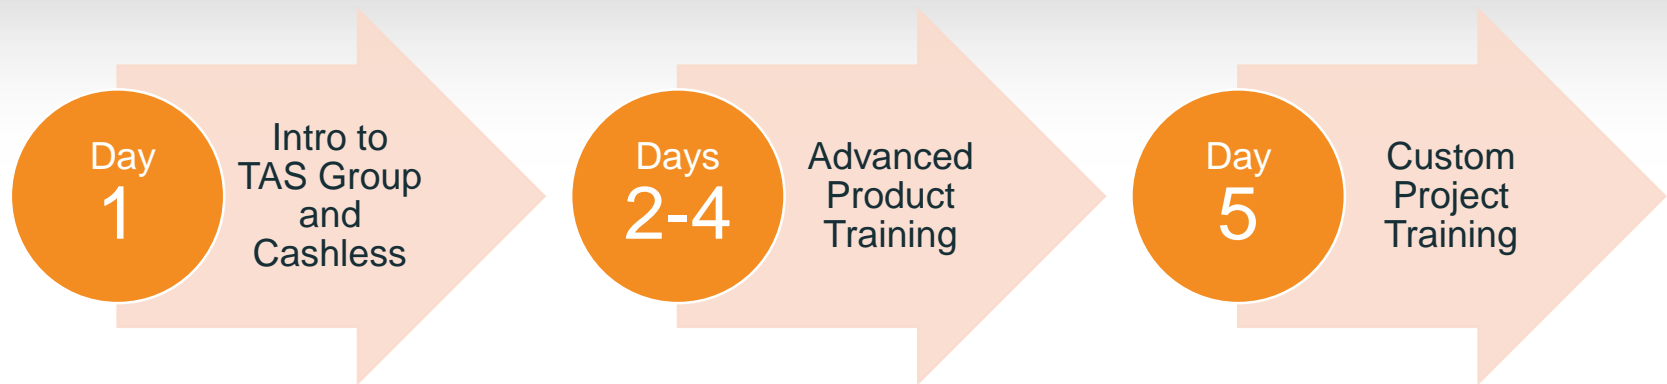 Day
1
Intro to
TAS Group
and
Cashless
Days
2-4
Advanced
Product
Training
Day
5
Custom
Project
Training